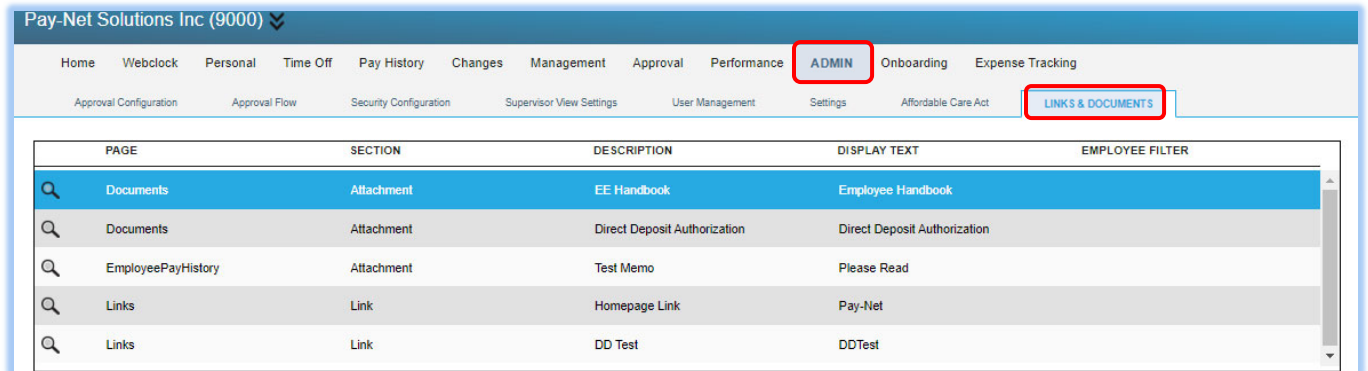 Pay-Net Solutions Inc (9000)
Home Webclock Personal Time Off Pay History Changes Management Approval Performance ADMIN Onboarding Expense Tracking
Approval Configuration Approval Flow Security Configuration Supervisor View Settings User Management Settings Affordable Care Act LINKS & DOCUMENTS
PAGE SECTION DESCRIPTION DISPLAY TEXT EMPLOYEE FILTER
Documents Attachment EE Handbook Employee Handbook
Documents Attachment Direct Deposit Authorization Direct Deposit Authorization
EmployeePayHistory Attachment Test Memo Please Read
Links Link Homepage Link Pay-Net
Links Link DD Test DDTest